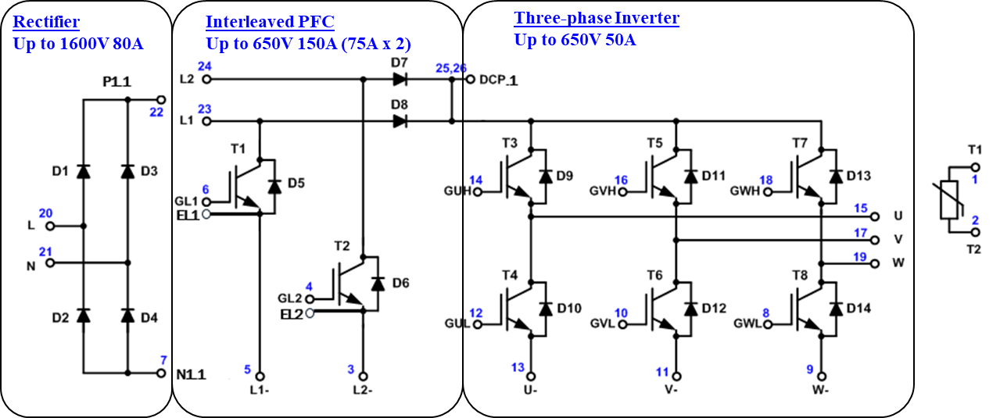 Rectifier
Up to 1600V 80A
Interleaved PFC
Up to 650V 150A (75A x 2)
Three-phase Inverter
Up to 650V 50A
P1.1
22
D1
D3
20
L
21
N
D2
D4
7
N1.1
24
L2
D7
25,26
DCP.1
23
L1
D8
T1
6
GL1
EL1
D5
T2
4
GL2
EL2
D6
5
L1-
3
L2-
T3
14
GUH
D9
T5
16
GVH
D11
T7
18
GWH
D13
15
U
17
V
19
W
T4
12
GUL
D10
T6
10
GVL
D12
T8
8
GWL
D14
13
U-
11
V-
9
W-
T1
1
2
T2